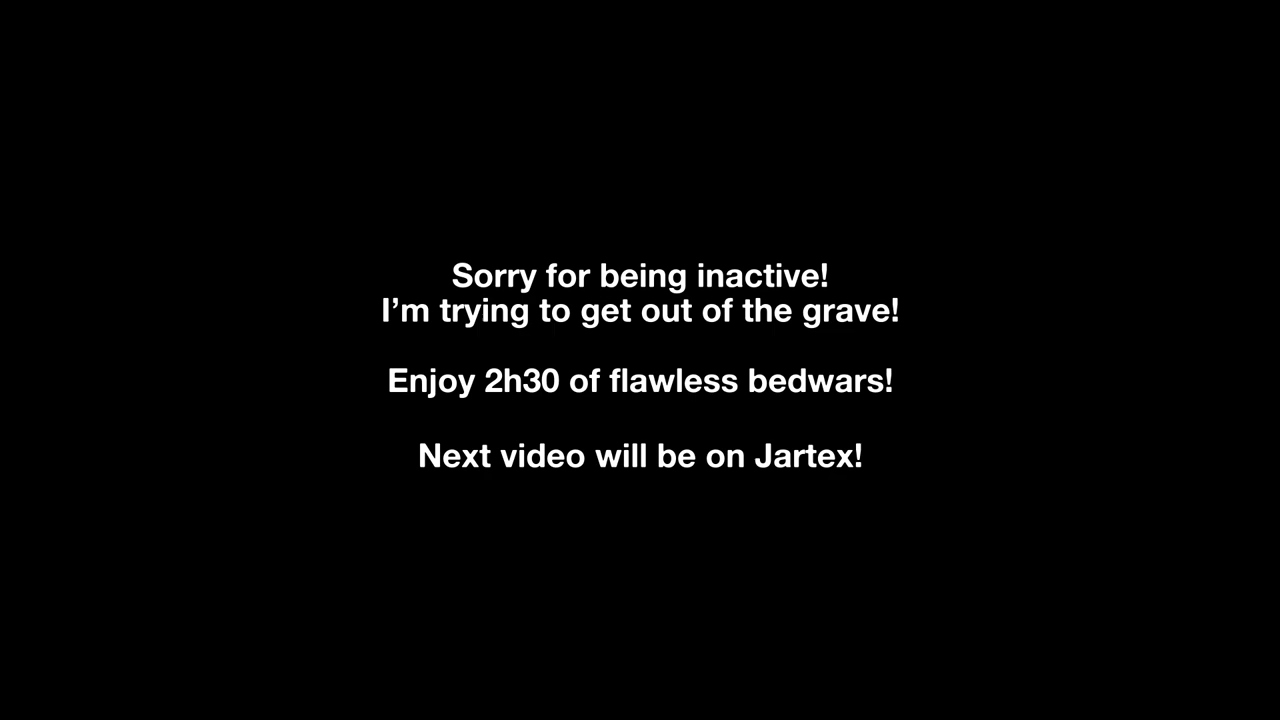 Sorry for being inactive!
I’m trying to get out of the grave!
Enjoy 2h30 of flawless bedwars!
Next video will be on Jartex!